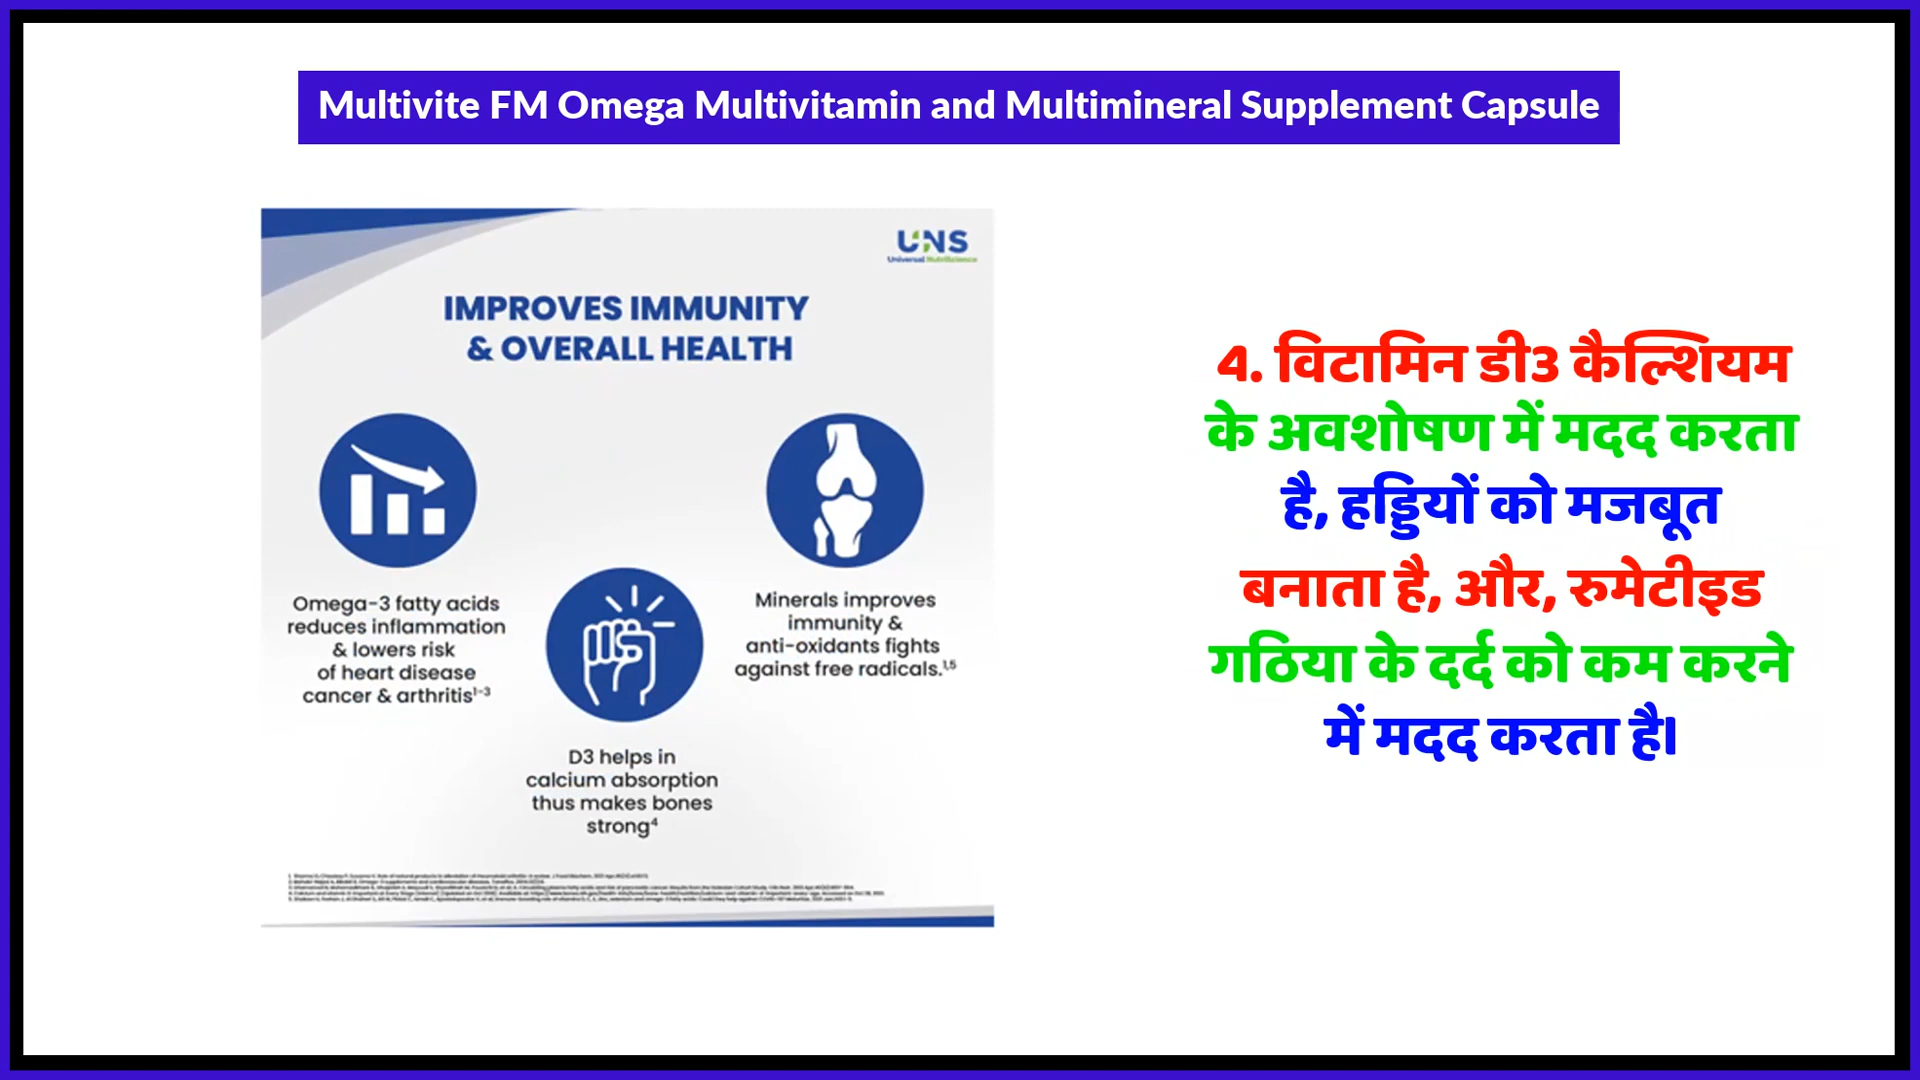 Multivite FM Omega Multivitamin and Multimineral Supplement Capsule
UNS
Universal NutriScience
IMPROVES IMMUNITY
& OVERALL HEALTH
Omega-3 fatty acids
reduces inflammation
& lowers risk
of heart disease
cancer & arthritis¹⁻³
Minerals improves
immunity &
anti-oxidants fights
against free radicals.¹,⁵
D3 helps in
calcium absorption
thus makes bones
strong⁴
4. विटामिन डी3 कैल्शियम
के अवशोषण में मदद करता
है, हड्डियों को मजबूत
बनाता है, और, रुमेटीइड
गठिया के दर्द को कम करने
में मदद करता है।